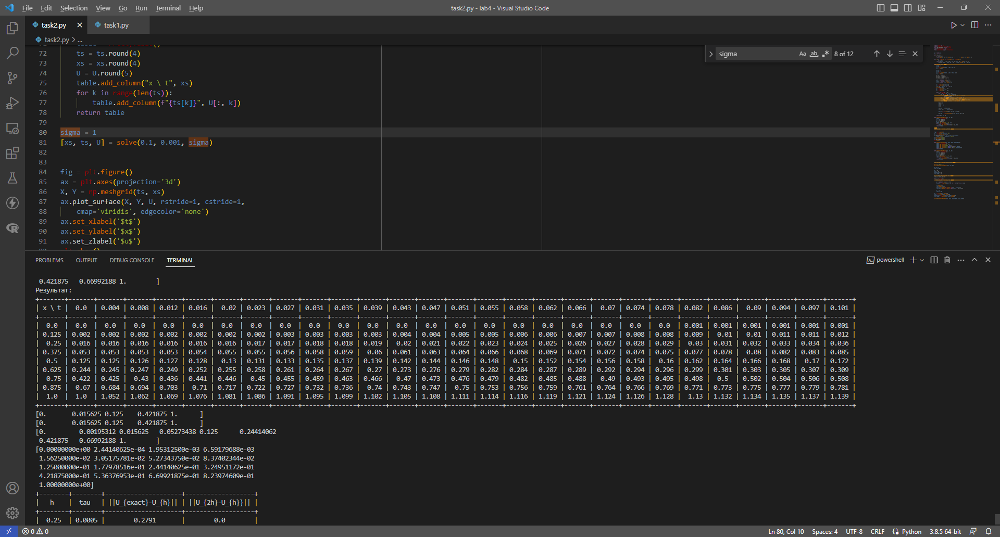 File Edit Selection View Go Run Terminal Help
task2.py - lab4 - Visual Studio Code
task2.py
task1.py
task2.py > ...
72 ts = ts.round(4)
73 xs = xs.round(4)
74 U = U.round(5)
75 table.add_column("x \ t", xs)
76 for k in range(len(ts)):
77 table.add_column(f"{ts[k]}", U[:, k])
78 return table
79
80 sigma = 1
81 [xs, ts, U] = solve(0.1, 0.001, sigma)
82
83
84 fig = plt.figure()
85 ax = plt.axes(projection='3d')
86 X, Y = np.meshgrid(ts, xs)
87 ax.plot_surface(X, Y, U, rstride=1, cstride=1,
88 cmap='viridis', edgecolor='none')
89 ax.set_xlabel('$t$')
90 ax.set_ylabel('$x$')
91 ax.set_zlabel('$u$')
sigma Aa ab 8 of 12
PROBLEMS OUTPUT DEBUG CONSOLE TERMINAL
powershell
0.421875 0.66992188 1. ]
Результат:
| x \ t | 0.0 | 0.004 | 0.008 | 0.012 | 0.016 | 0.02 | 0.023 | 0.027 | 0.031 | 0.035 | 0.039 | 0.043 | 0.047 | 0.051 | 0.055 | 0.058 | 0.062 | 0.066 | 0.07 | 0.074 | 0.078 | 0.082 | 0.086 | 0.09 | 0.094 | 0.097 | 0.101 |
| 0.0 | 0.0 | 0.0 | 0.0 | 0.0 | 0.0 | 0.0 | 0.0 | 0.0 | 0.0 | 0.0 | 0.0 | 0.0 | 0.0 | 0.0 | 0.0 | 0.0 | 0.0 | 0.0 | 0.0 | 0.0 | 0.0 | 0.001 | 0.001 | 0.001 | 0.001 | 0.001 | 0.001 |
| 0.125 | 0.002 | 0.002 | 0.002 | 0.002 | 0.002 | 0.002 | 0.002 | 0.003 | 0.003 | 0.003 | 0.003 | 0.004 | 0.004 | 0.005 | 0.005 | 0.006 | 0.006 | 0.007 | 0.007 | 0.008 | 0.008 | 0.009 | 0.01 | 0.01 | 0.011 | 0.011 | 0.012 |
| 0.25 | 0.016 | 0.016 | 0.016 | 0.016 | 0.016 | 0.016 | 0.017 | 0.017 | 0.018 | 0.018 | 0.019 | 0.02 | 0.021 | 0.022 | 0.023 | 0.024 | 0.025 | 0.026 | 0.027 | 0.028 | 0.029 | 0.03 | 0.031 | 0.032 | 0.033 | 0.034 | 0.036 |
| 0.375 | 0.053 | 0.053 | 0.053 | 0.053 | 0.054 | 0.055 | 0.055 | 0.056 | 0.058 | 0.059 | 0.06 | 0.061 | 0.063 | 0.064 | 0.066 | 0.068 | 0.069 | 0.071 | 0.072 | 0.074 | 0.075 | 0.077 | 0.078 | 0.08 | 0.082 | 0.083 | 0.085 |
| 0.5 | 0.125 | 0.125 | 0.126 | 0.127 | 0.128 | 0.13 | 0.131 | 0.133 | 0.135 | 0.137 | 0.139 | 0.142 | 0.144 | 0.146 | 0.148 | 0.15 | 0.152 | 0.154 | 0.156 | 0.158 | 0.16 | 0.162 | 0.164 | 0.166 | 0.168 | 0.17 | 0.172 |
| 0.625 | 0.244 | 0.245 | 0.247 | 0.249 | 0.252 | 0.255 | 0.258 | 0.261 | 0.264 | 0.267 | 0.27 | 0.273 | 0.276 | 0.279 | 0.282 | 0.284 | 0.287 | 0.289 | 0.292 | 0.294 | 0.296 | 0.299 | 0.301 | 0.303 | 0.305 | 0.307 | 0.309 |
| 0.75 | 0.422 | 0.425 | 0.43 | 0.436 | 0.441 | 0.446 | 0.45 | 0.455 | 0.459 | 0.463 | 0.466 | 0.47 | 0.473 | 0.476 | 0.479 | 0.482 | 0.485 | 0.488 | 0.49 | 0.493 | 0.495 | 0.498 | 0.5 | 0.502 | 0.504 | 0.506 | 0.508 |
| 0.875 | 0.67 | 0.684 | 0.694 | 0.703 | 0.71 | 0.717 | 0.722 | 0.727 | 0.732 | 0.736 | 0.74 | 0.743 | 0.747 | 0.75 | 0.753 | 0.756 | 0.759 | 0.761 | 0.764 | 0.766 | 0.769 | 0.771 | 0.773 | 0.775 | 0.777 | 0.779 | 0.781 |
| 1.0 | 1.0 | 1.052 | 1.062 | 1.069 | 1.076 | 1.081 | 1.086 | 1.091 | 1.095 | 1.099 | 1.102 | 1.105 | 1.108 | 1.111 | 1.114 | 1.116 | 1.119 | 1.121 | 1.124 | 1.126 | 1.128 | 1.13 | 1.132 | 1.134 | 1.135 | 1.137 | 1.139 |
[0. 0.015625 0.125 0.421875 1. ]
[0. 0.015625 0.125 0.421875 1. ]
[0. 0.00195312 0.015625 0.05273438 0.125 0.24414062
0.421875 0.66992188 1. ]
[0.00000000e+00 2.44140625e-04 1.95312500e-03 6.59179688e-03
1.56250000e-02 3.05175781e-02 5.27343750e-02 8.37402344e-02
1.25000000e-01 1.77978516e-01 2.44140625e-01 3.24951172e-01
4.21875000e-01 5.36376953e-01 6.69921875e-01 8.23974609e-01
1.00000000e+00]
| h | tau | ||U_{exact}-U_{h}|| | ||U_{2h}-U_{h}}|| |
| 0.25 | 0.0005 | 0.2791 | 0.0 |
0 0 Ln 80, Col 10 Spaces: 4 UTF-8 CRLF Python 3.8.5 64-bit